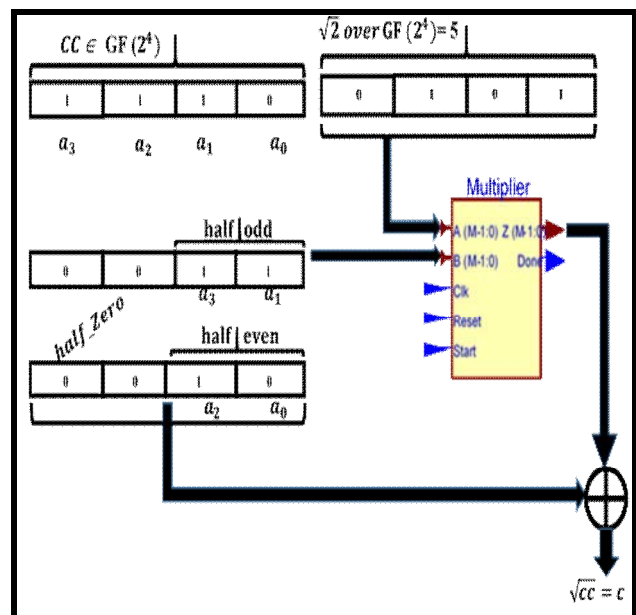 CC ∈ GF (2⁴)
√2 over GF (2⁴)= 5
1 1 1 0
a₃ a₂ a₁ a₀
0 1 0 1
Multiplier
A (M-1:0) Z (M-1:0)
B (M-1:0) Done
Clk
Reset
Start
half odd
0 0 1 1
a₃ a₁
half_Zero
half even
0 0 1 0
a₂ a₀
√cc = c